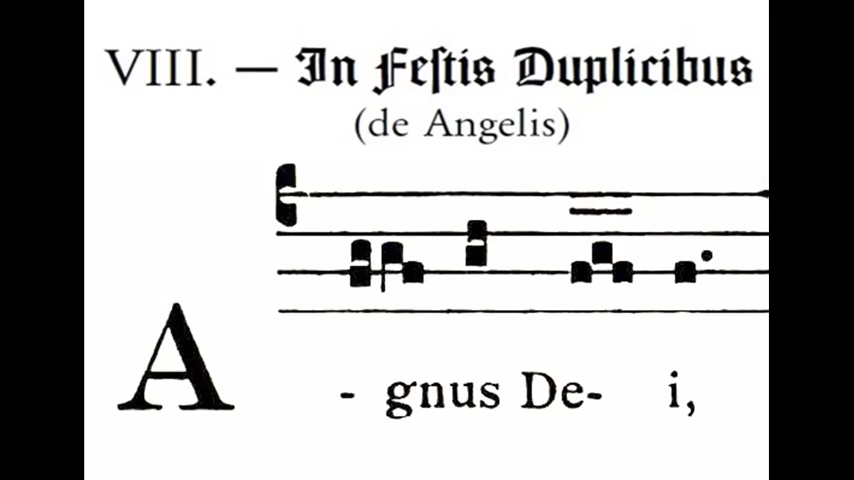 VIII. — In Feſtis Duplicibus
(de Angelis)
A - gnus De- i,